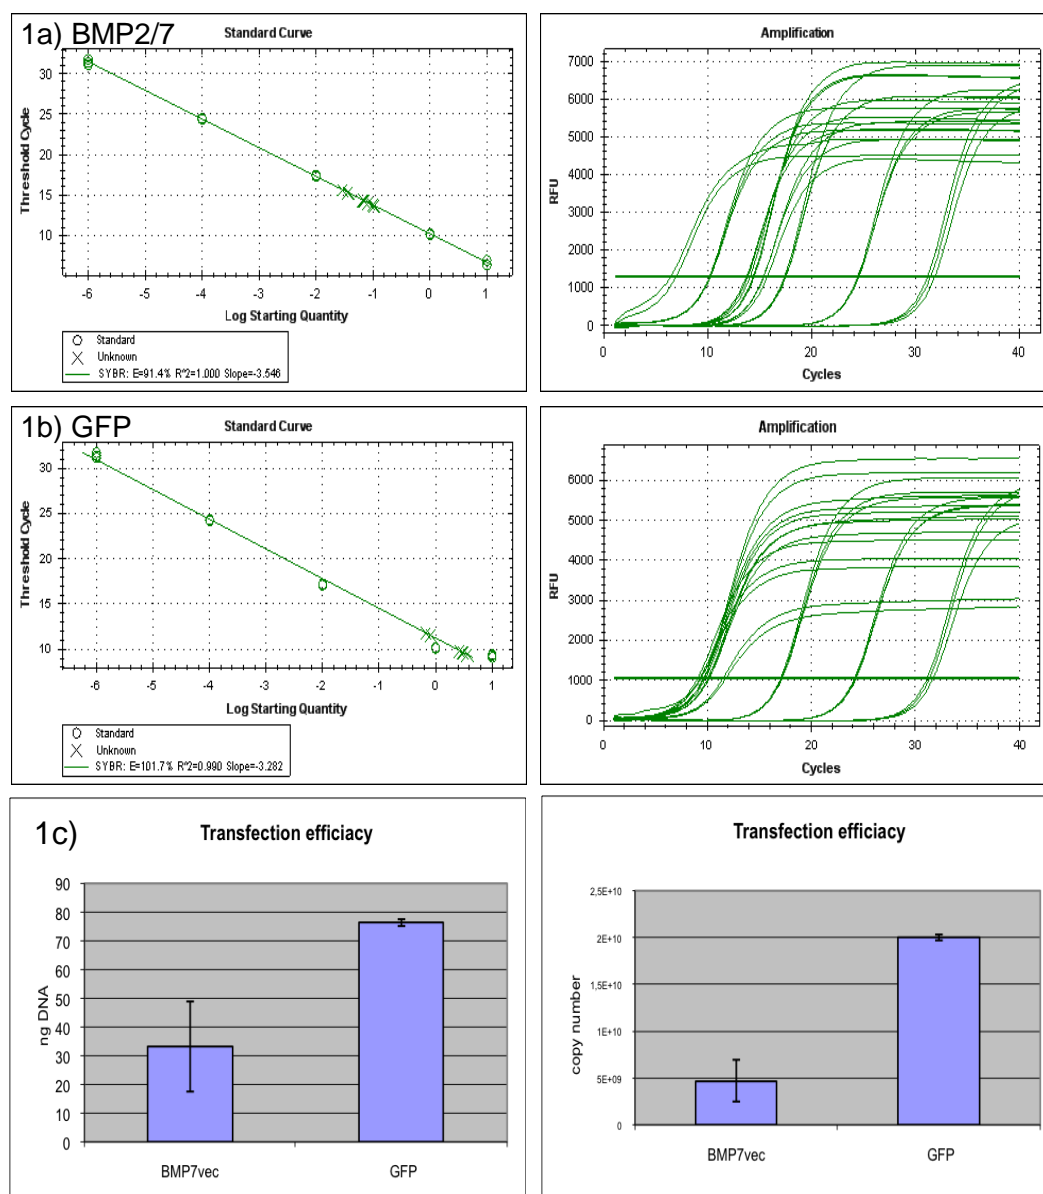 1a) BMP2/7
Standard Curve
Threshold Cycle
30
25
20
15
10
-6 -5 -4 -3 -2 -1 0 1
Log Starting Quantity
Standard
Unknown
SYBR: E=91.4% R^2=1.000 Slope=-3.546
Amplification
RFU
7000
6000
5000
4000
3000
2000
1000
0
0 10 20 30 40
Cycles
1b) GFP
Standard Curve
Threshold Cycle
30
25
20
15
10
-6 -5 -4 -3 -2 -1 0 1
Log Starting Quantity
Standard
Unknown
SYBR: E=101.7% R^2=0.990 Slope=-3.282
Amplification
RFU
6000
5000
4000
3000
2000
1000
0
0 10 20 30 40
Cycles
1c)
Transfection efficiacy
ng DNA
90
80
70
60
50
40
30
20
10
0
BMP7vec GFP
Transfection efficiacy
copy number
2,5E+10
2E+10
1,5E+10
1E+10
5E+09
0
BMP7vec GFP